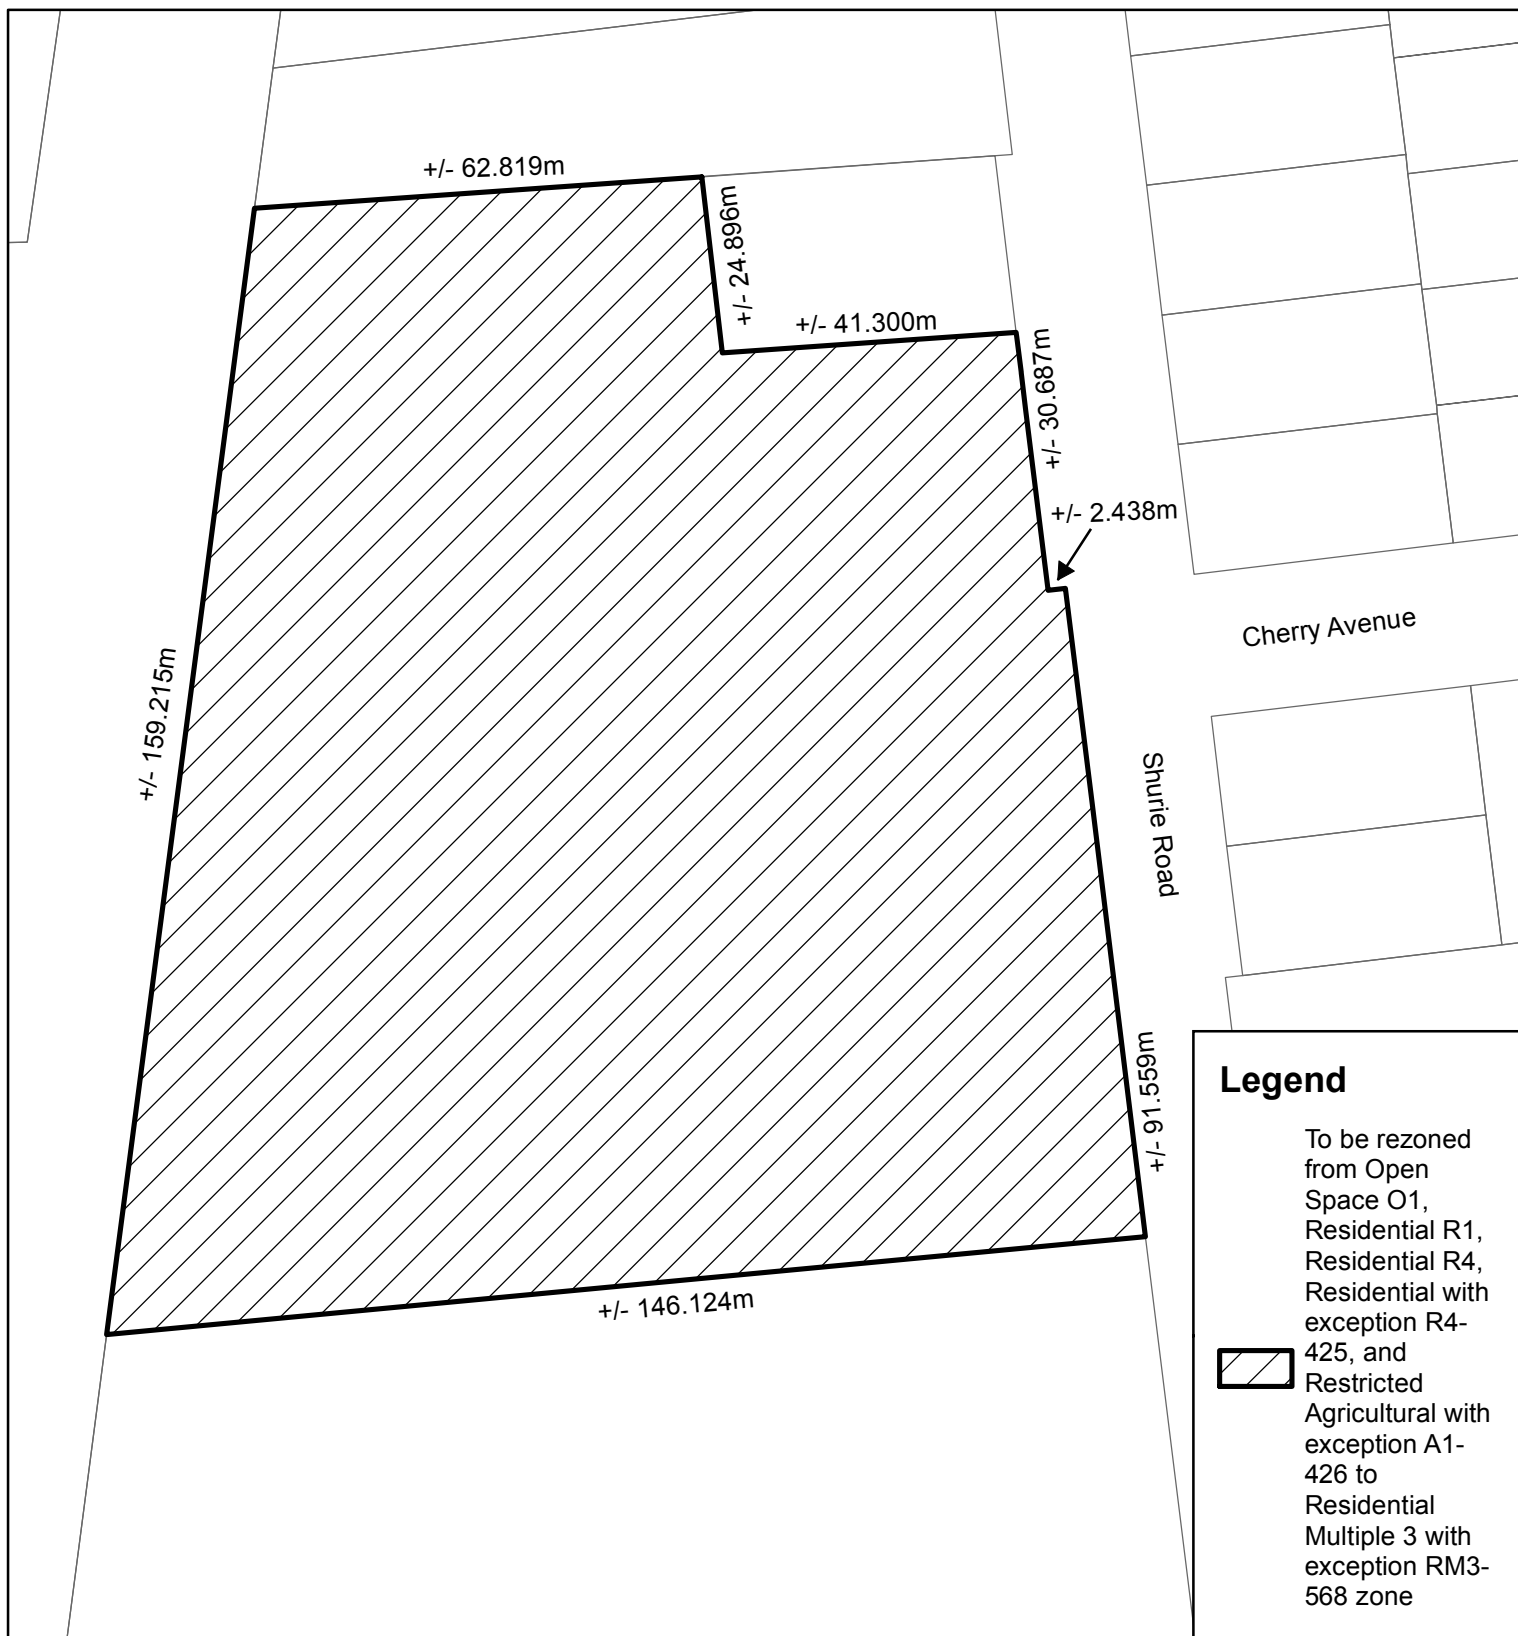 +/- 62.819m
+/- 24.896m
+/- 41.300m
+/- 30.687m
+/- 2.438m
Cherry Avenue
+/- 159.215m
Shurie Road
+/- 91.559m
+/- 146.124m
Legend
To be rezoned
from Open
Space O1,
Residential R1,
Residential R4,
Residential with
exception R4-
425, and
Restricted
Agricultural with
exception A1-
426 to
Residential
Multiple 3 with
exception RM3-
568 zone